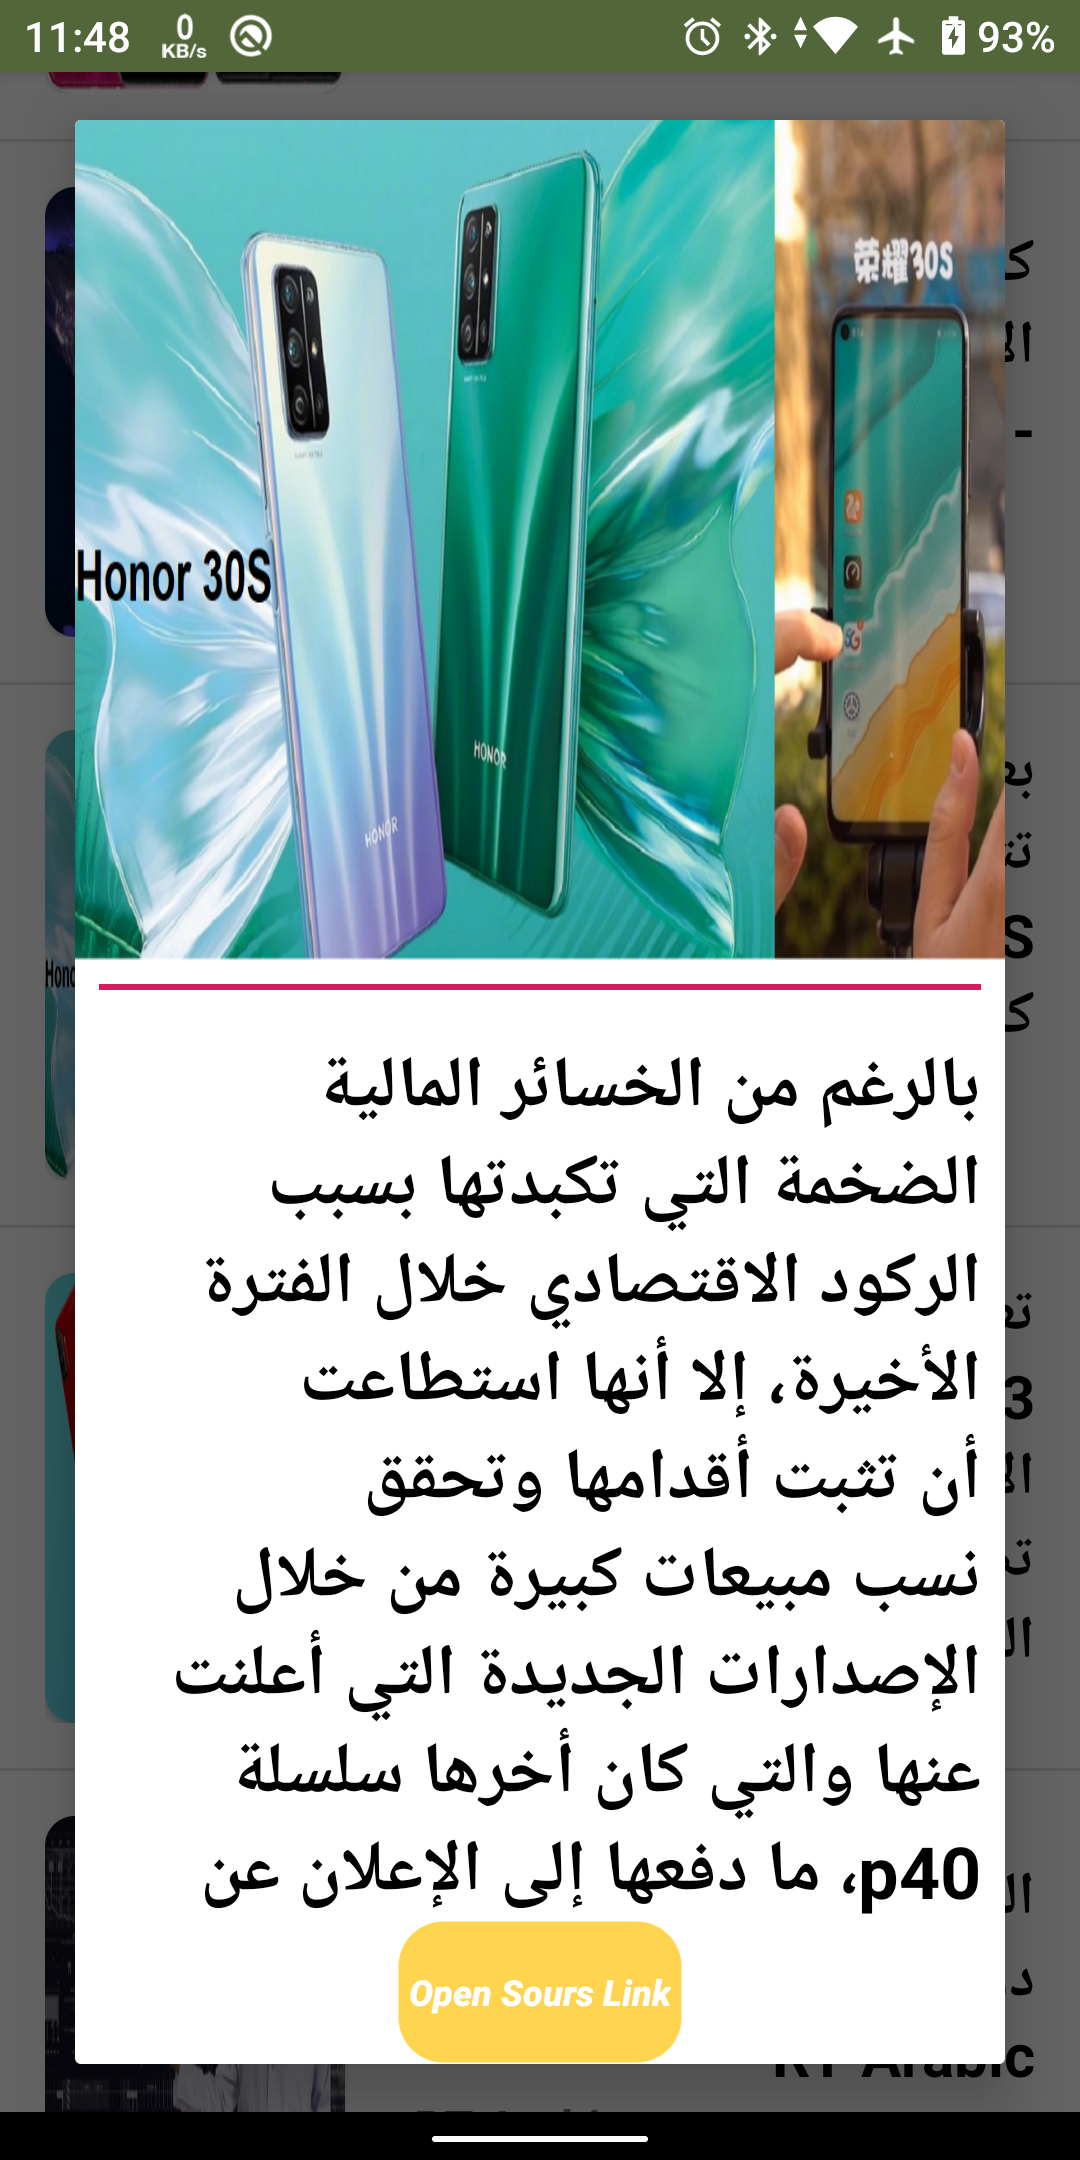 11:48
0
KB/s
93%
荣耀30S
Honor 30S
HONOR
HONOR
بالرغم من الخسائر المالية
الضخمة التي تكبدتها بسبب
الركود الاقتصادي خلال الفترة
الأخيرة، إلا أنها استطاعت
أن تثبت أقدامها وتحقق
نسب مبيعات كبيرة من خلال
الإصدارات الجديدة التي أعلنت
عنها والتي كان أخرها سلسلة
p40، ما دفعها إلى الإعلان عن
Open Sours Link